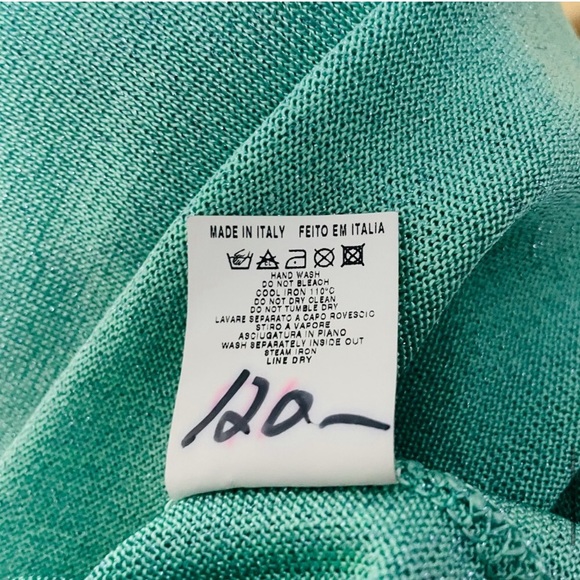 MADE IN ITALY FEITO EM ITALIA
HAND WASH
DO NOT BLEACH
COOL IRON 110°C
DO NOT DRY CLEAN
DO NOT TUMBLE DRY
LAVARE SEPARATO A CAPO ROVESCIO
STIRO A VAPORE
ASCIUGATURA IN PIANO
WASH SEPARATELY INSIDE OUT
STEAM IRON
LINE DRY
120-